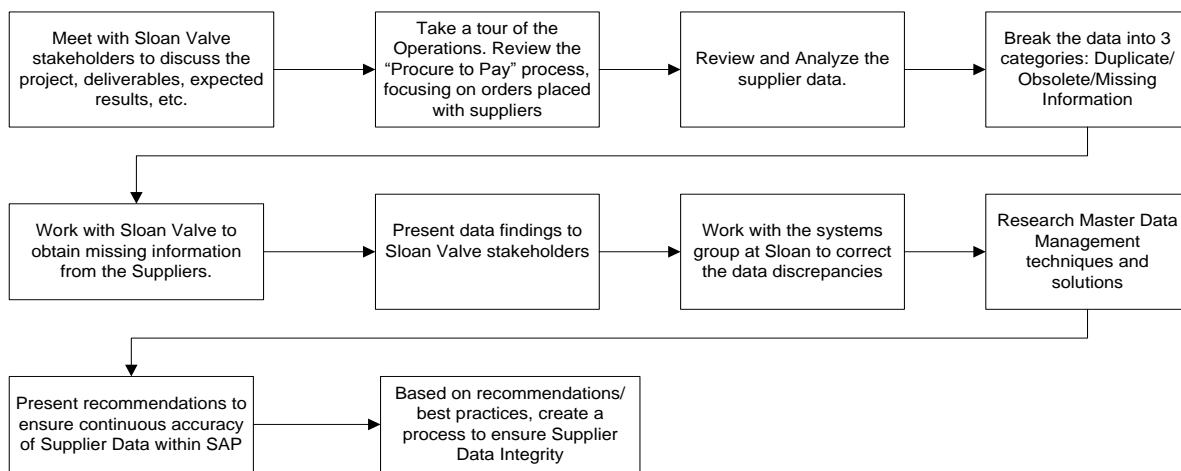 Meet with Sloan Valve
stakeholders to discuss the
project, deliverables, expected
results, etc.
Take a tour of the
Operations. Review the
“Procure to Pay” process,
focusing on orders placed
with suppliers
Review and Analyze the
supplier data.
Break the data into 3
categories: Duplicate/
Obsolete/Missing
Information
Work with Sloan Valve to
obtain missing information
from the Suppliers.
Present data findings to
Sloan Valve stakeholders
Work with the systems
group at Sloan to correct
the data discrepancies
Research Master Data
Management
techniques and
solutions
Present recommendations to
ensure continuous accuracy
of Supplier Data within SAP
Based on recommendations/
best practices, create a
process to ensure Supplier
Data Integrity